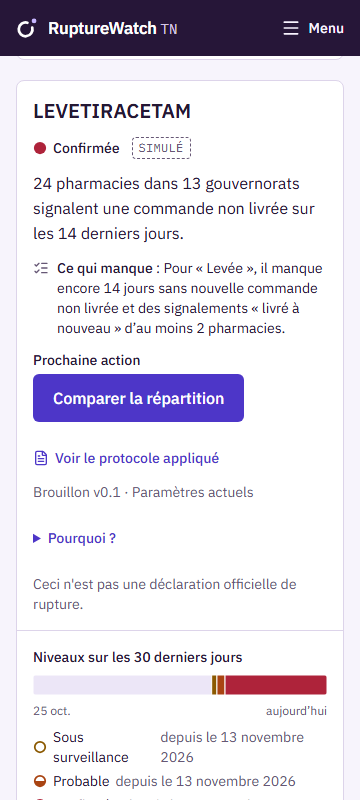 RuptureWatch TN
Menu
LEVETIRACETAM
Confirmée SIMULÉ
24 pharmacies dans 13 gouvernorats
signalent une commande non livrée sur
les 14 derniers jours.
Ce qui manque : Pour « Levée », il manque
encore 14 jours sans nouvelle commande
non livrée et des signalements « livré à
nouveau » d’au moins 2 pharmacies.
Prochaine action
Comparer la répartition
Voir le protocole appliqué
Brouillon v0.1 · Paramètres actuels
Pourquoi ?
Ceci n'est pas une déclaration officielle de
rupture.
Niveaux sur les 30 derniers jours
25 oct. aujourd’hui
Sous surveillance depuis le 13 novembre 2026
Probable depuis le 13 novembre 2026